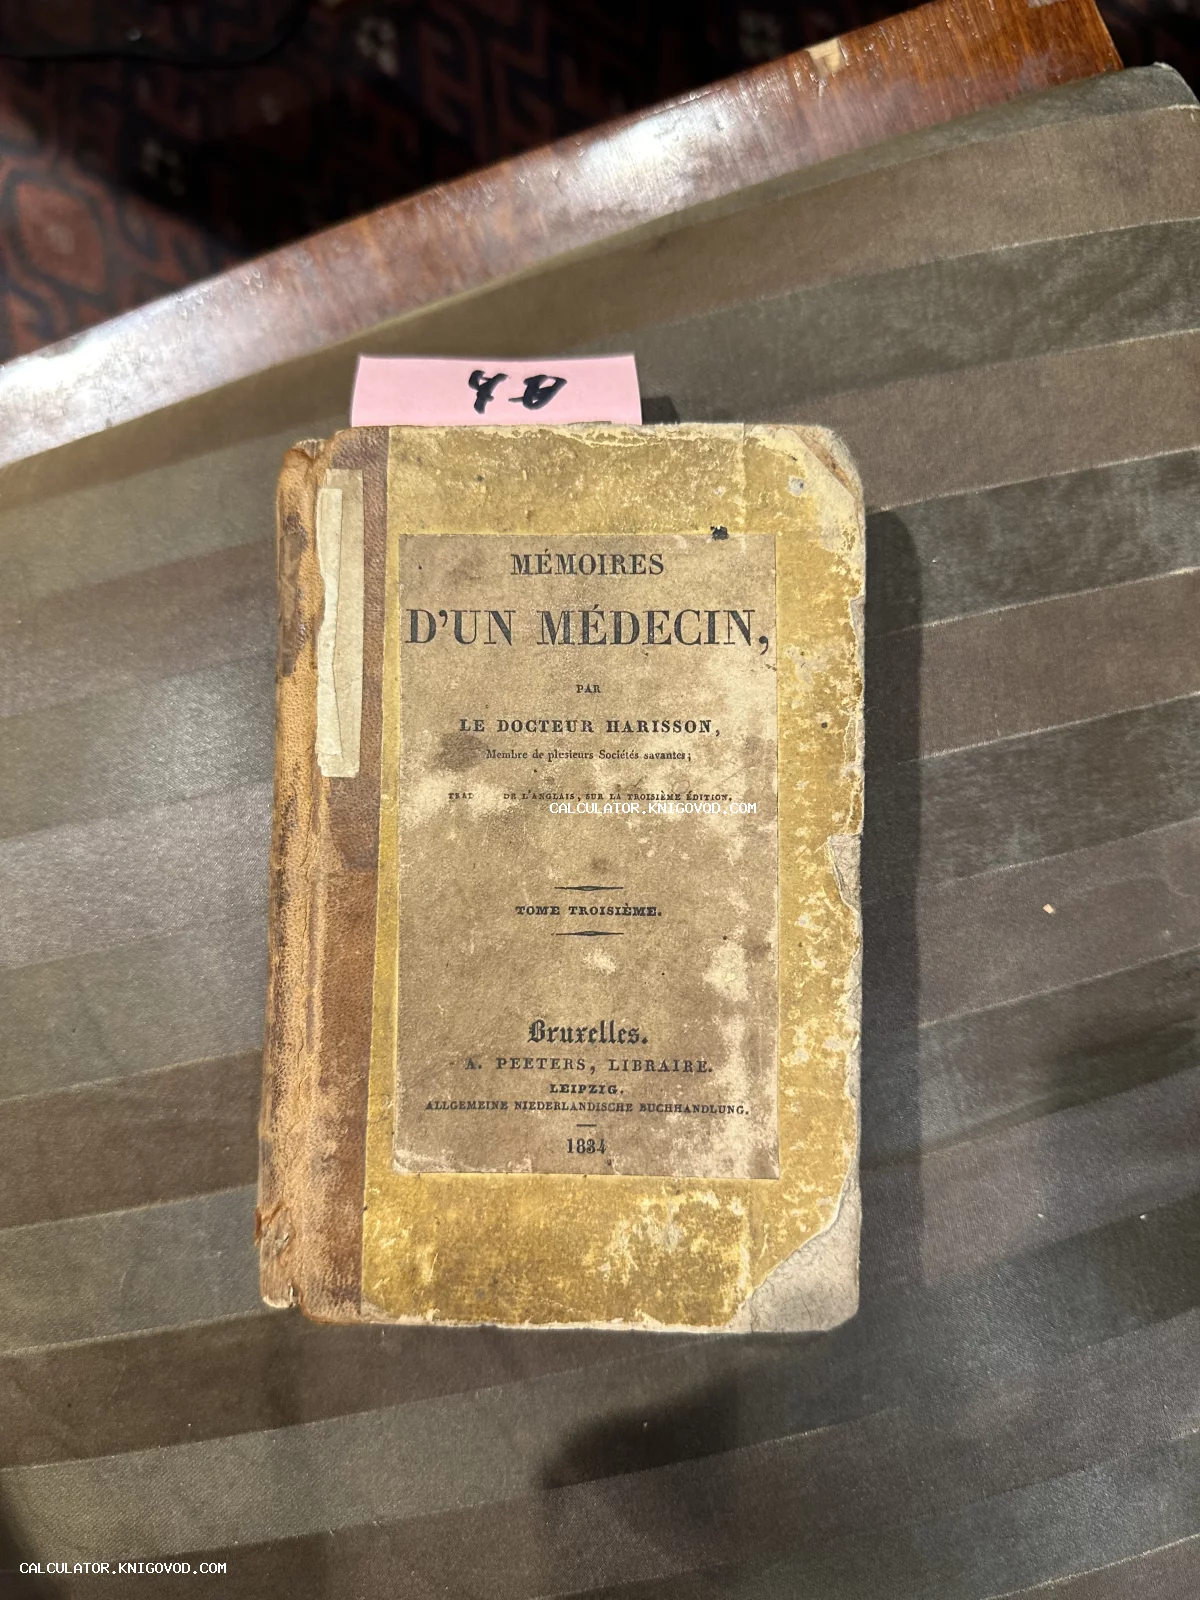 MÉMOIRES
D'UN MÉDECIN,
PAR
LE DOCTEUR HARISSON,
Membre de plusieurs Sociétés savantes;
TRAD DE L'ANGLAIS, SUR LA TROISIÈME ÉDITION.
CALCULATOR.KNIGOVOD.COM
TOME TROISIÈME.
Bruxelles.
A. PEETERS, LIBRAIRE.
LEIPZIG.
ALLGEMEINE NIEDERLANDISCHE BUCHHANDLUNG.
1834
CALCULATOR.KNIGOVOD.COM